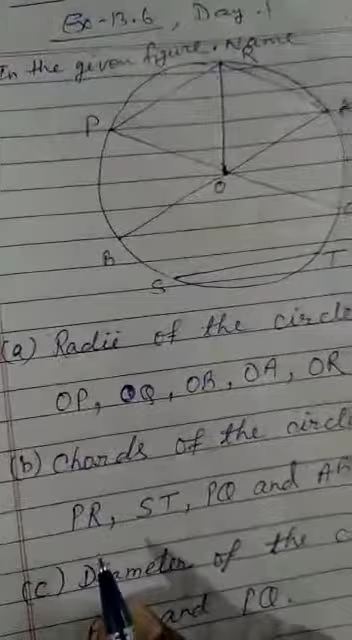 Ex-13.6, Day.1
In the given figure. Name
R
A
P
O
B
S
T
(a) Radii of the circle
OP, OQ, OB, OA, OR
(b) Chords of the circle
PR, ST, PQ and AB
(c) Diameter of the c
and PQ.